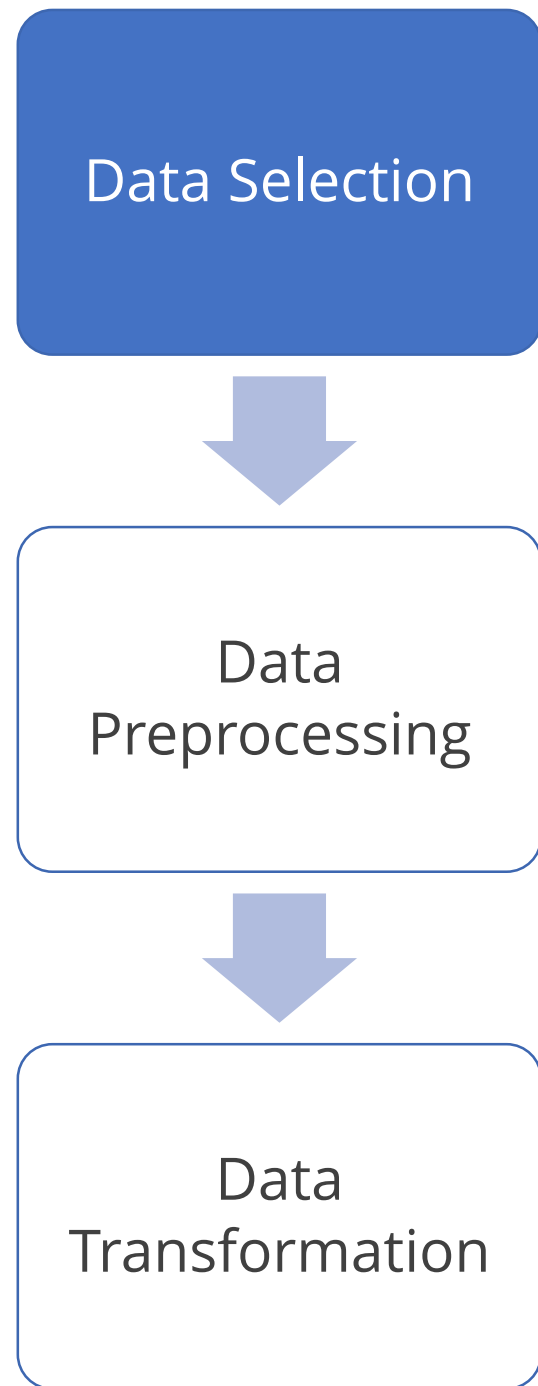 Data Selection
Data
Preprocessing
Data
Transformation